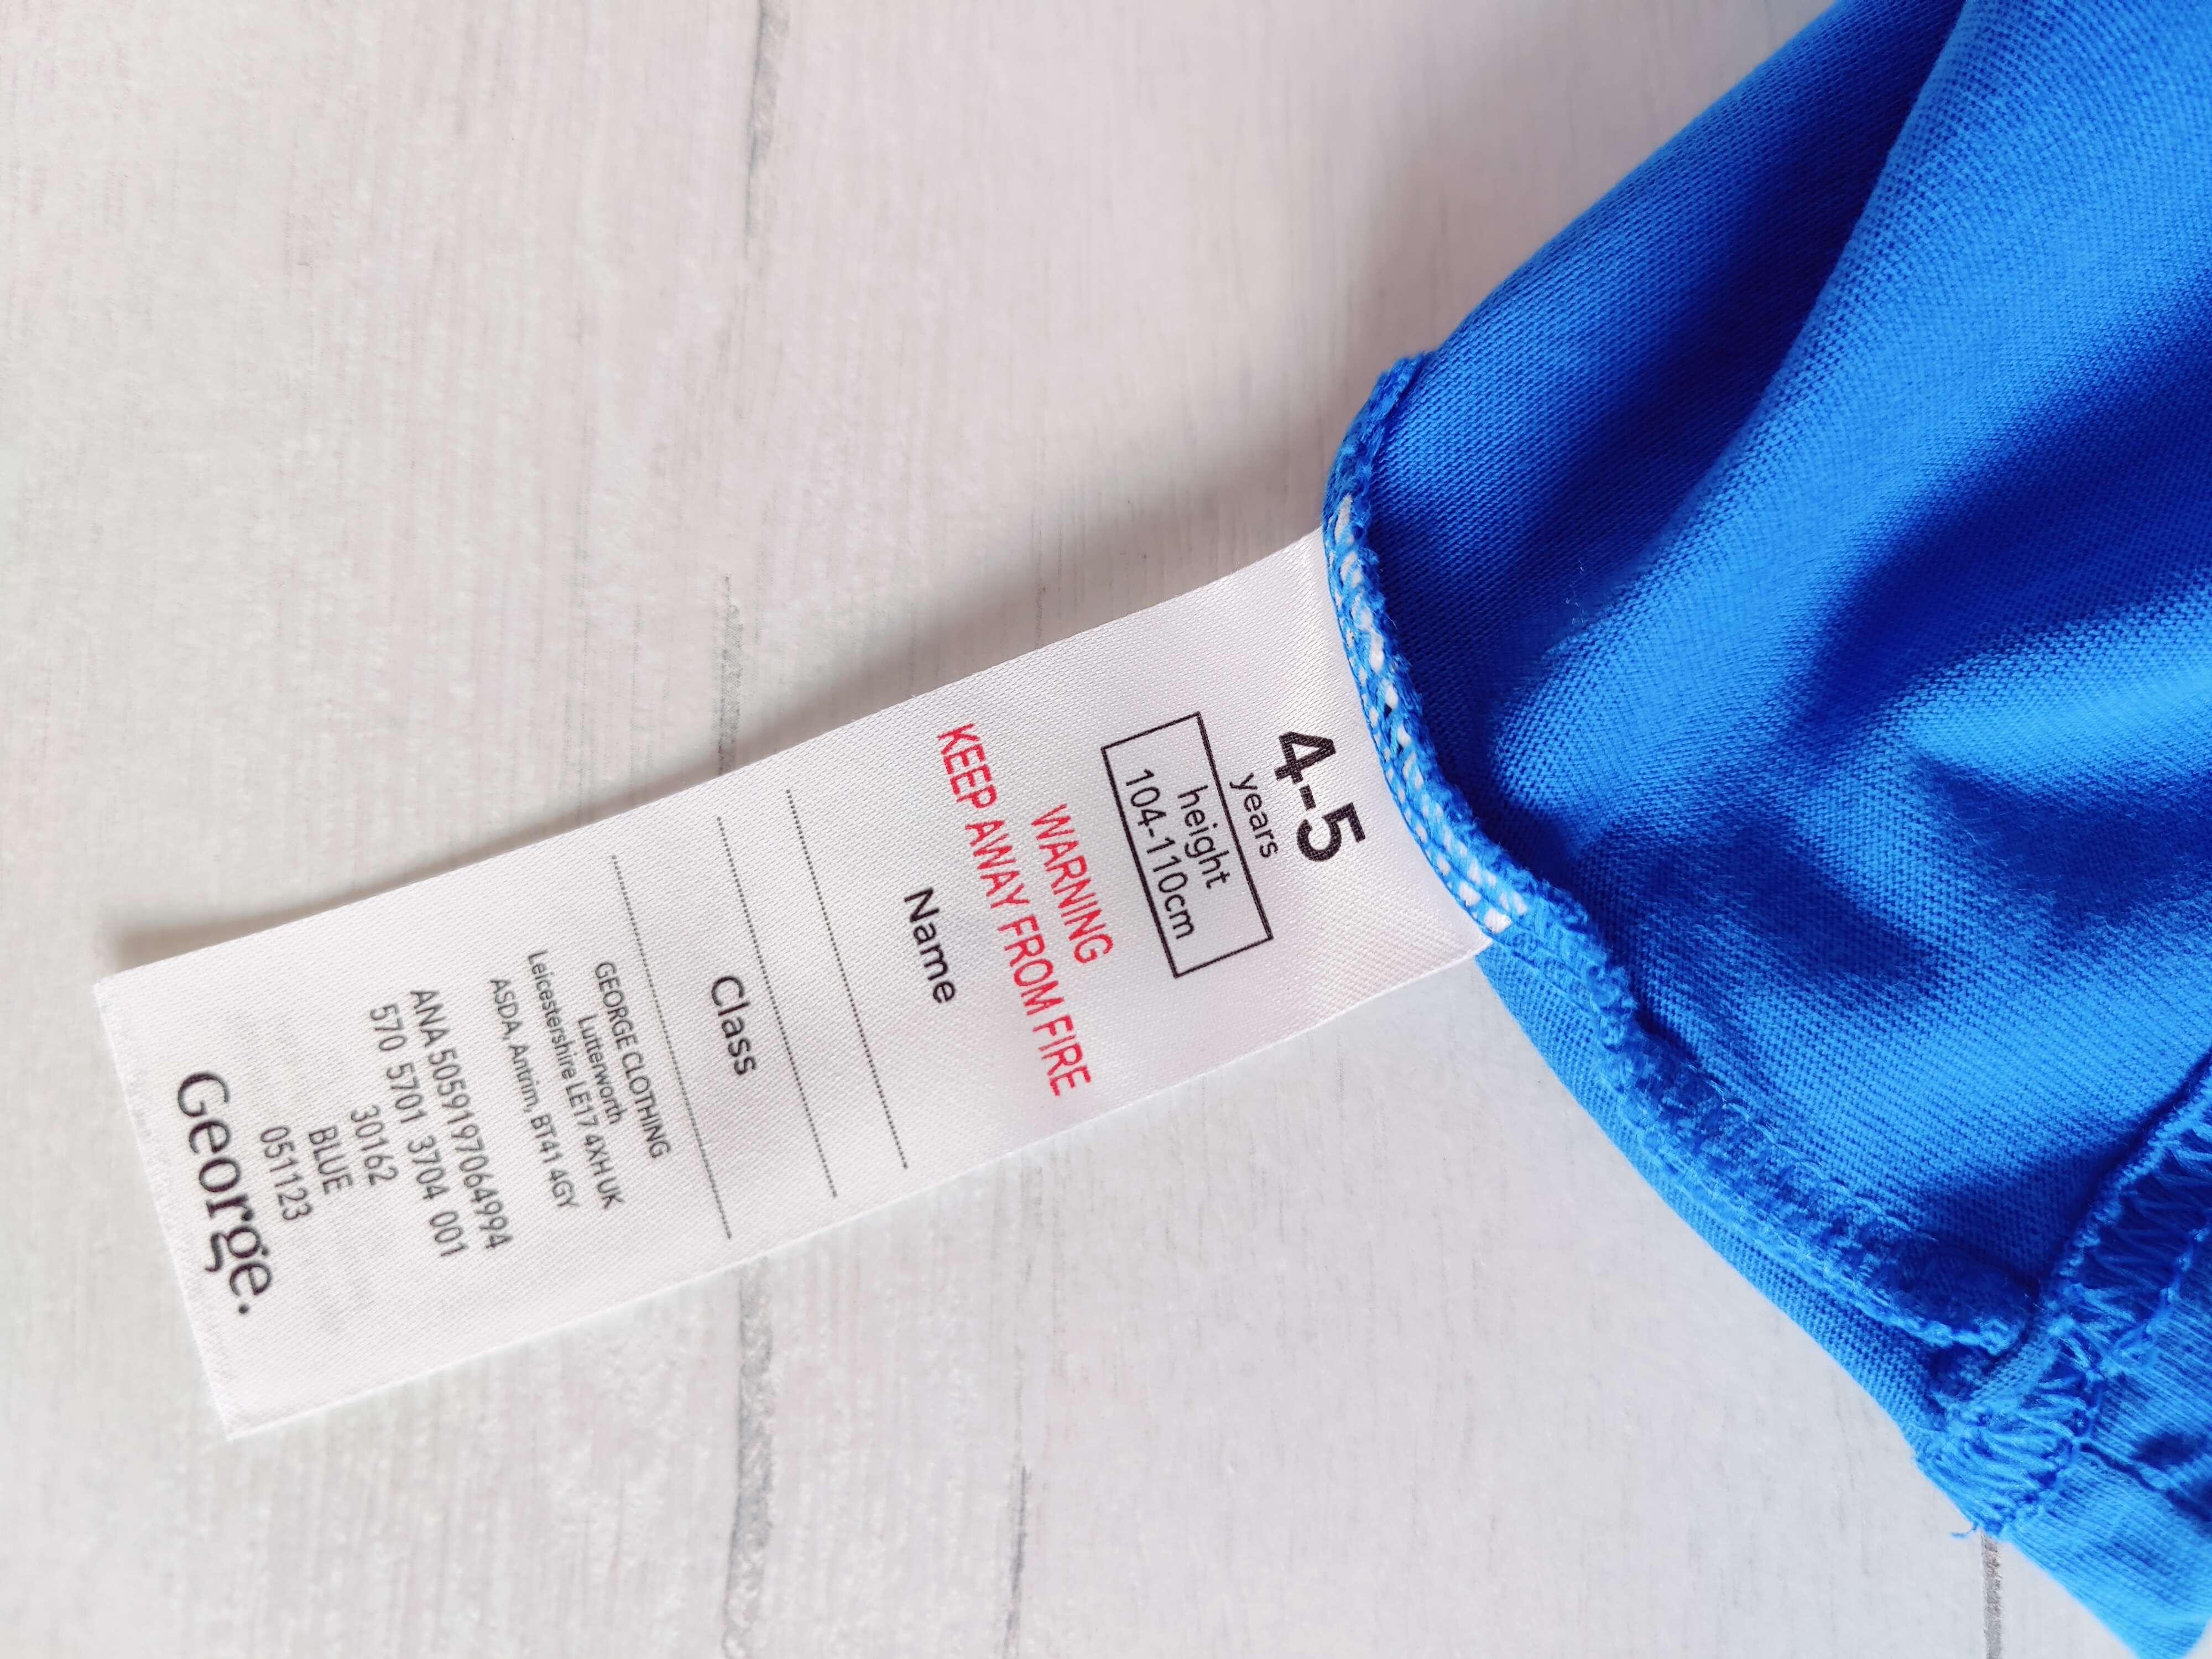 4-5
years
height
104-110cm
WARNING
KEEP AWAY FROM FIRE
Name
Class
GEORGE CLOTHING
Lutterworth
Leicestershire LE17 4XH UK
ASDA, Antrim, BT41 4GY
ANA 5059197064994
570 5701 3704 001
30162
BLUE
051123
George.